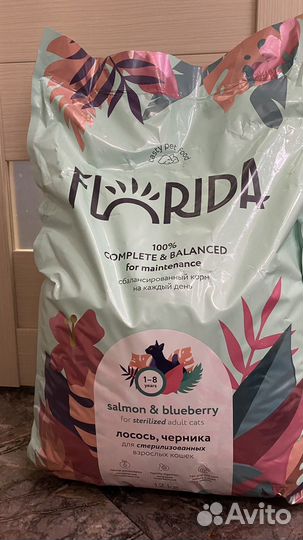 tasty pet food
FLORIDA
100%
COMPLETE & BALANCED
for maintenance
сбалансированный корм
на каждый день
1-8
years
salmon & blueberry
for sterilized adult cats
лосось, черника
для стерилизованных
взрослых кошек
Avito